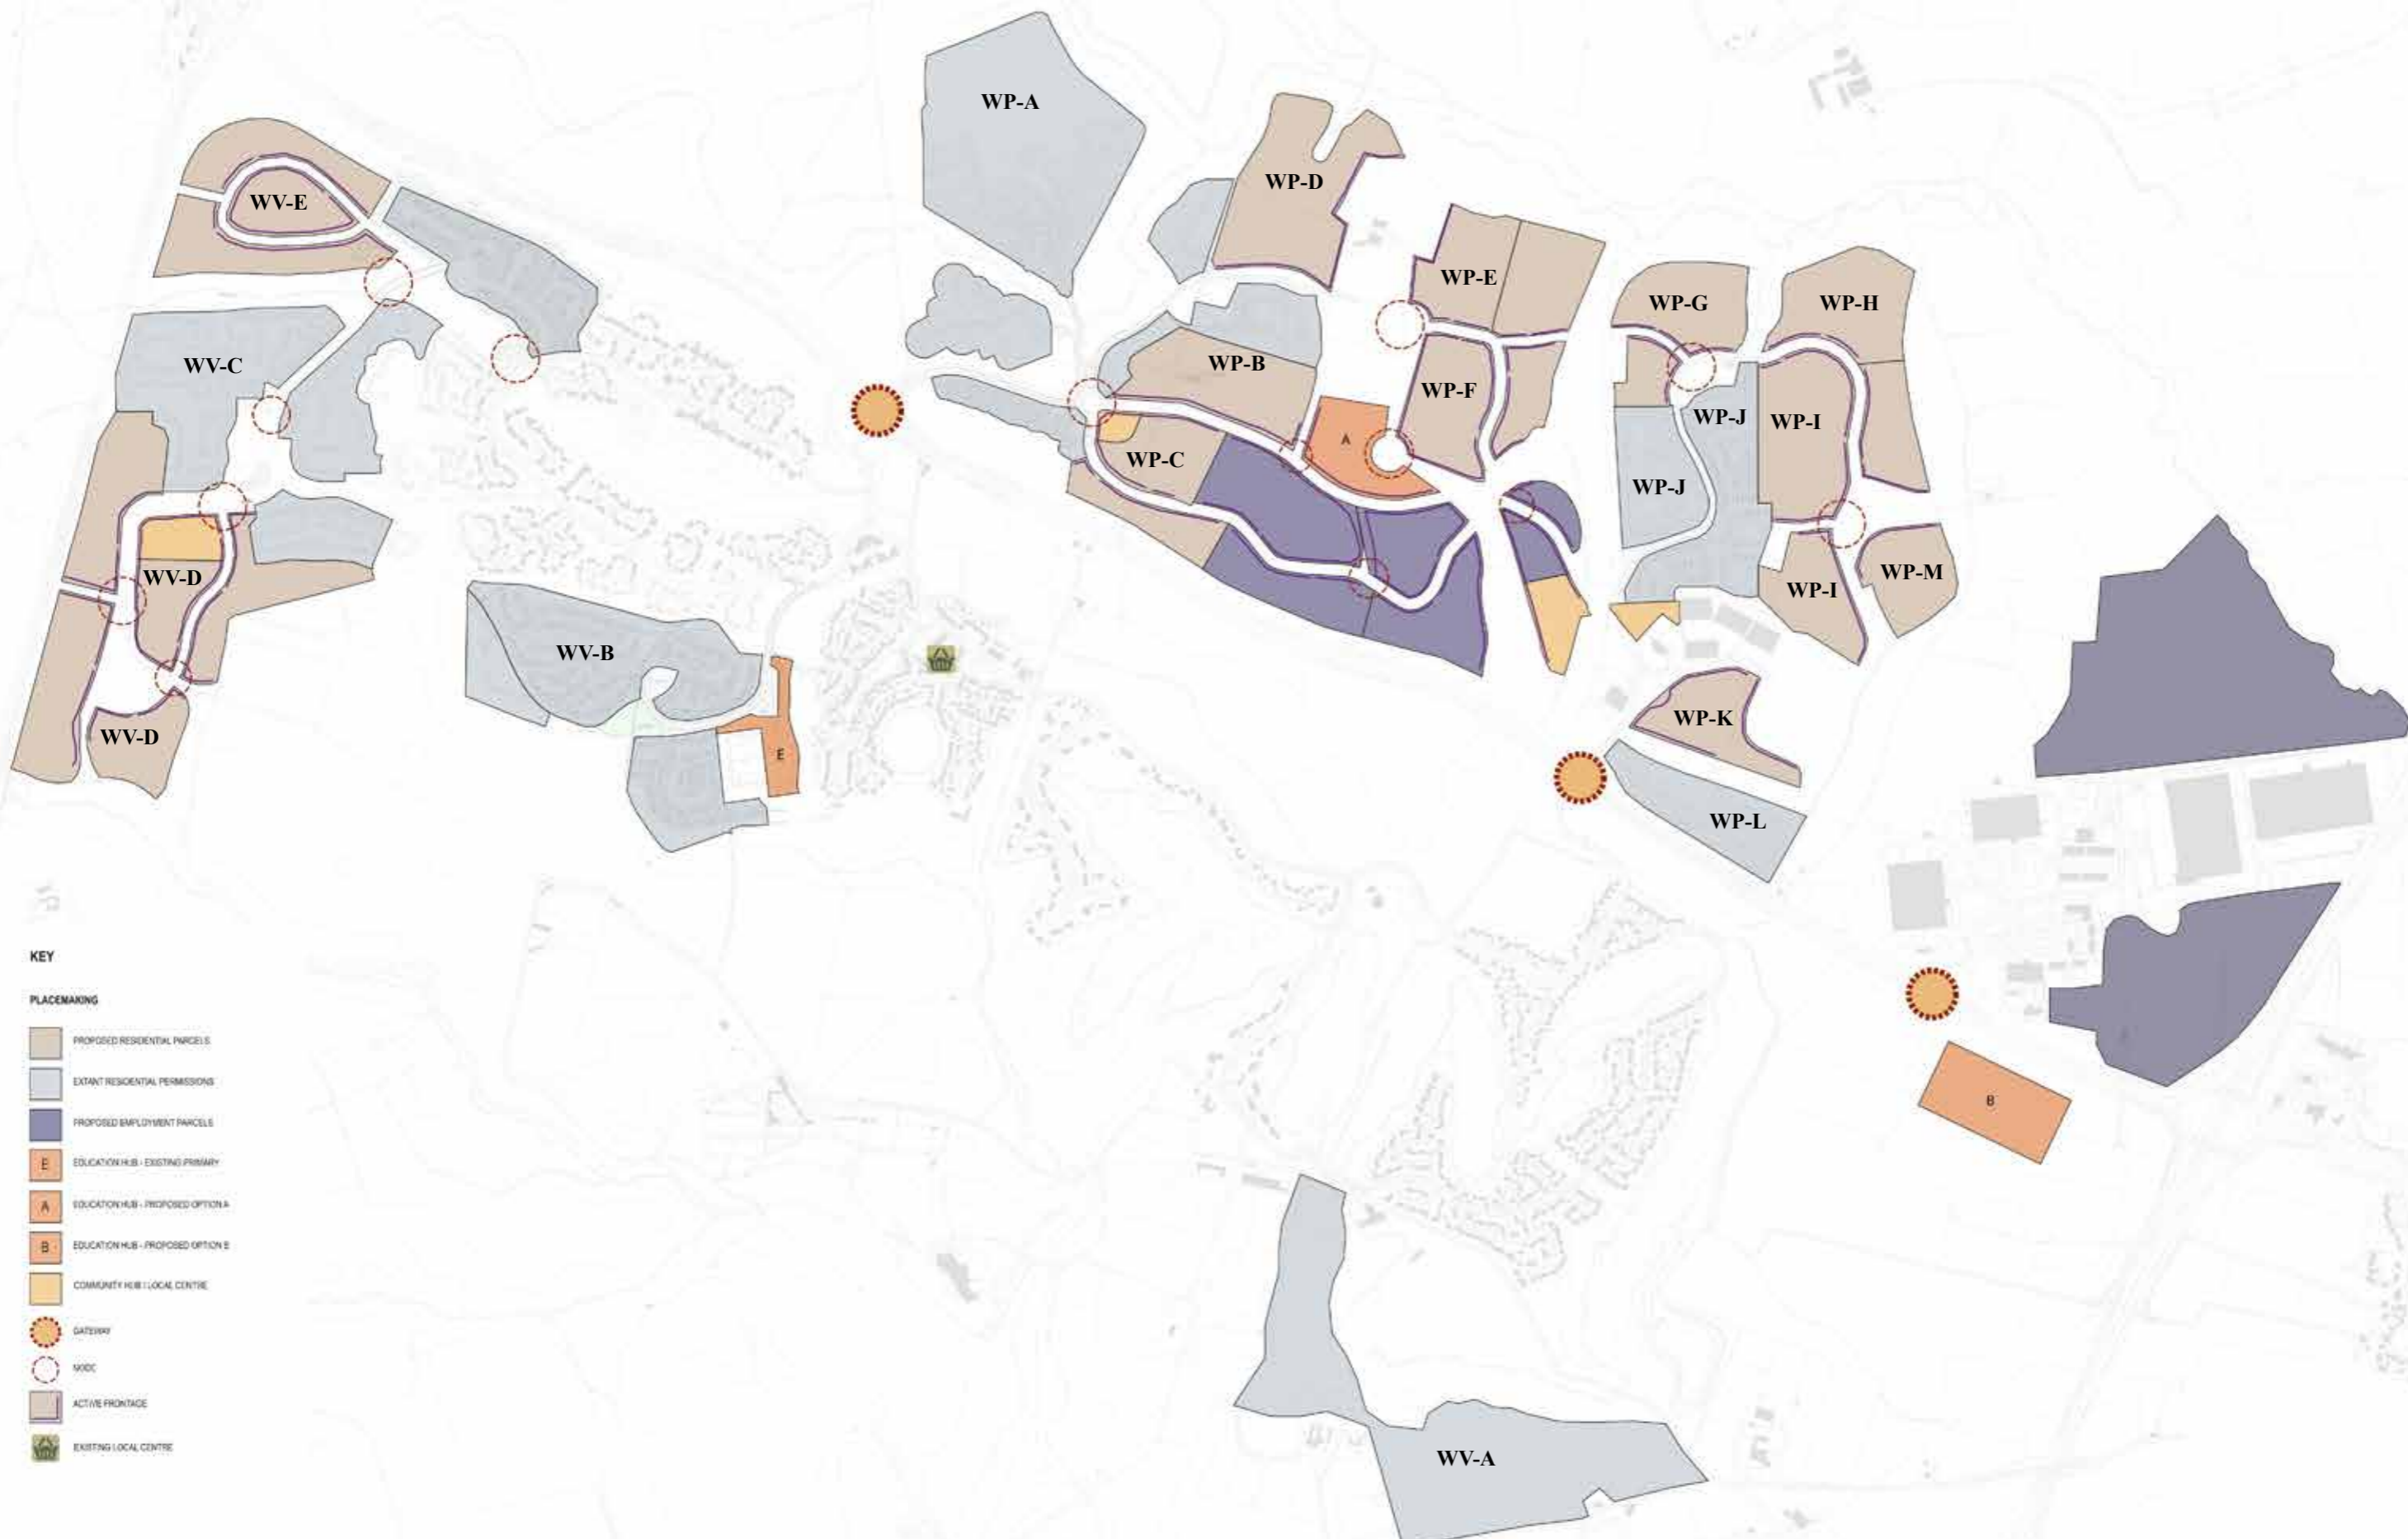 WP-A
WP-D
WV-E
WP-E
WP-G
WP-H
WV-C
WP-B
WP-F
WP-J
WP-I
A
WP-C
WP-J
WV-D
WP-I
WP-M
WV-B
WP-K
WV-D
E
WP-L
KEY
PLACEMAKING
PROPOSED RESIDENTIAL PARCELS
EXTANT RESIDENTIAL PERMISSIONS
PROPOSED EMPLOYMENT PARCELS
E EDUCATION HUB - EXISTING PRIMARY
A EDUCATION HUB - PROPOSED OPTION A
B EDUCATION HUB - PROPOSED OPTION B
COMMUNITY HUB / LOCAL CENTRE
GATEWAY
NODE
ACTIVE FRONTAGE
EXISTING LOCAL CENTRE
B
WV-A